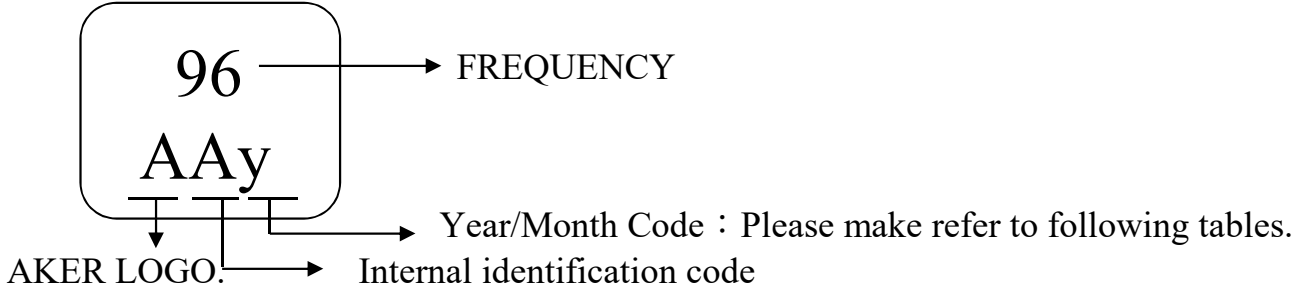 96 FREQUENCY
AAy
Year/Month Code：Please make refer to following tables.
AKER LOGO. Internal identification code